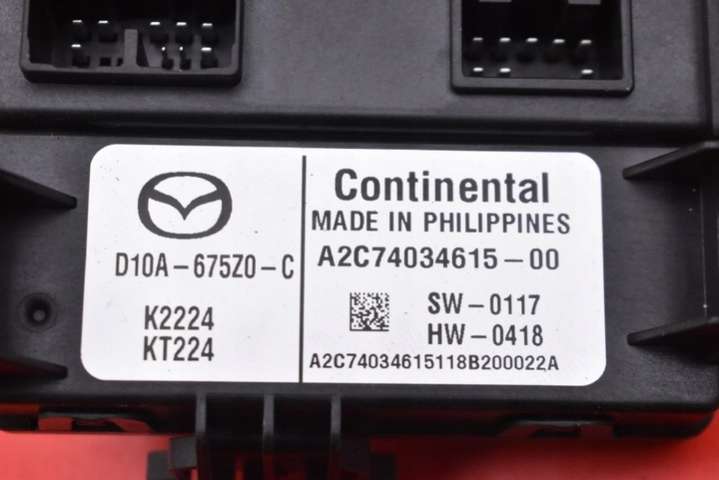 D10A-675Z0-C
K2224
KT224
Continental
MADE IN PHILIPPINES
A2C74034615-00
SW-0117
HW-0418
A2C74034615118B200022A